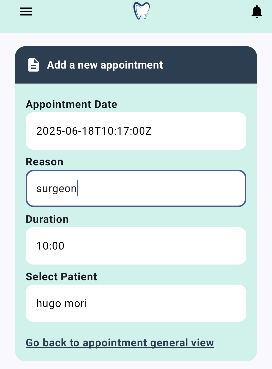 Add a new appointment
Appointment Date
2025-06-18T10:17:00Z
Reason
surgeon
Duration
10:00
Select Patient
hugo mori
Go back to appointment general view